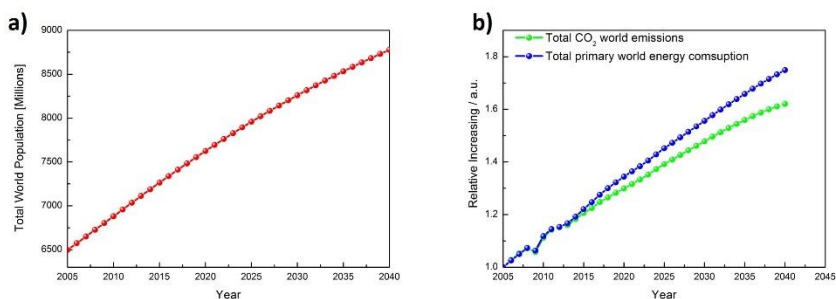 a)
Total World Population [Millions]
9000
8500
8000
7500
7000
6500
2005 2010 2015 2020 2025 2030 2035 2040
Year
b)
Total CO2 world emissions
Total primary world energy comsuption
Relative Increasing / a.u.
1.8
1.6
1.4
1.2
1.0
2005 2010 2015 2020 2025 2030 2035 2040 2045
Year